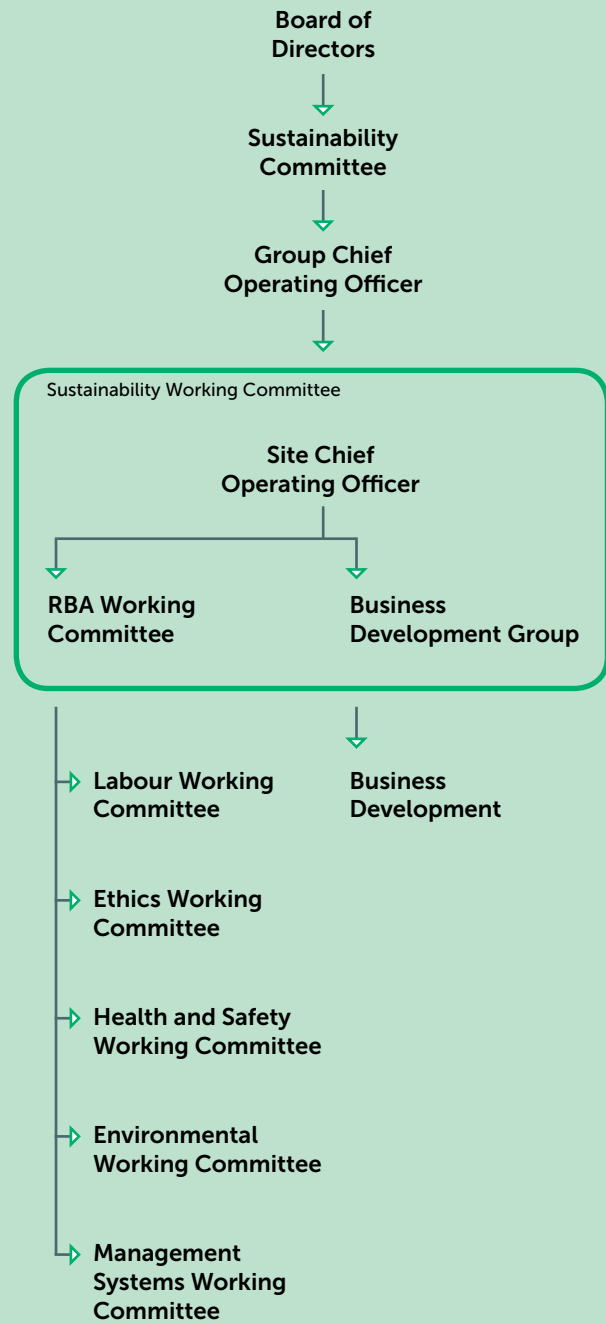 Board of
Directors
Sustainability
Committee
Group Chief
Operating Officer
Sustainability Working Committee
Site Chief
Operating Officer
RBA Working
Committee
Business
Development Group
Labour Working
Committee
Business
Development
Ethics Working
Committee
Health and Safety
Working Committee
Environmental
Working Committee
Management
Systems Working
Committee